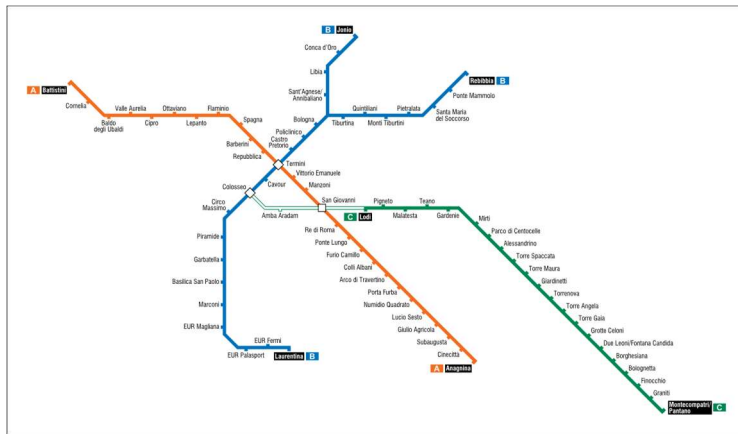 B Jonio
Conca d'Oro
Libia
Sant'Agnese/
Annibaliano
Rebibbia B
Ponte Mammolo
Santa Maria
del Soccorso
Pietralata
Monti Tiburtini
Quintiliani
Tiburtina
Bologna
Policlinico
Castro
Pretorio
A Battistini
Cornelia
Baldo
degli Ubaldi
Valle Aurelia
Cipro
Ottaviano
Lepanto
Flaminio
Spagna
Barberini
Repubblica
Termini
Vittorio Emanuele
Manzoni
San Giovanni
Cavour
Colosseo
Circo
Massimo
Amba Aradam
Piramide
Garbatella
Basilica San Paolo
Marconi
EUR Magliana
EUR Palasport
EUR Fermi
Laurentina B
Re di Roma
Ponte Lungo
Furio Camillo
Colli Albani
Arco di Travertino
Porta Furba
Numidio Quadrato
Lucio Sesto
Giulio Agricola
Subaugusta
Cinecittà
A Anagnina
C Lodi
Pigneto
Malatesta
Teano
Gardenie
Mirti
Parco di Centocelle
Alessandrino
Torre Spaccata
Torre Maura
Giardinetti
Torrenova
Torre Angela
Torre Gaia
Grotte Celoni
Due Leoni/Fontana Candida
Borghesiana
Bolognetta
Finocchio
Graniti
Montecompatri/
Pantano C